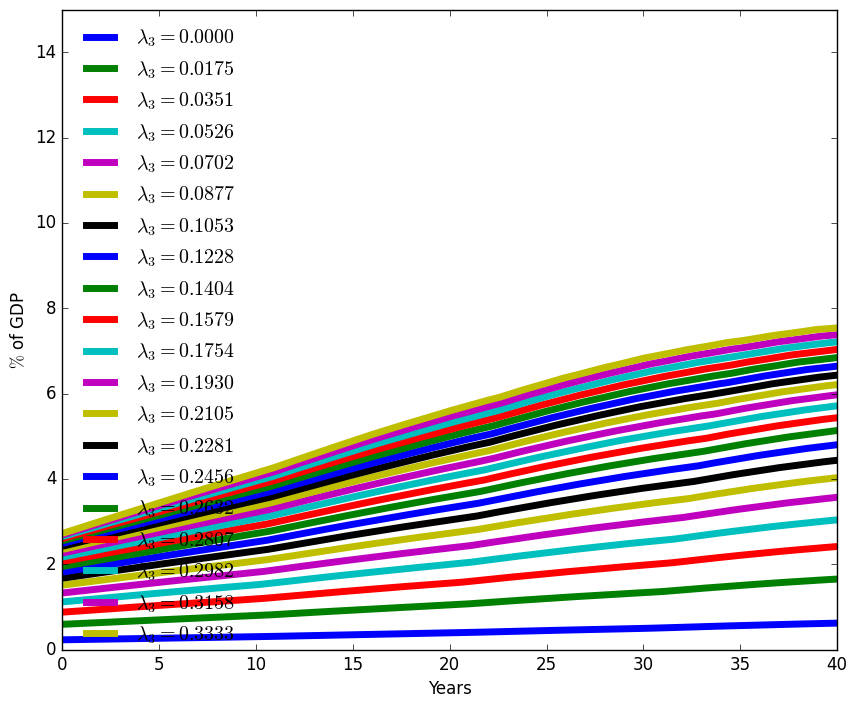 14
12
10
8
6
4
2
0
% of GDP
λ₃ = 0.0000
λ₃ = 0.0175
λ₃ = 0.0351
λ₃ = 0.0526
λ₃ = 0.0702
λ₃ = 0.0877
λ₃ = 0.1053
λ₃ = 0.1228
λ₃ = 0.1404
λ₃ = 0.1579
λ₃ = 0.1754
λ₃ = 0.1930
λ₃ = 0.2105
λ₃ = 0.2281
λ₃ = 0.2456
λ₃ = 0.2632
λ₃ = 0.2807
λ₃ = 0.2982
λ₃ = 0.3158
λ₃ = 0.3333
0 5 10 15 20 25 30 35 40
Years